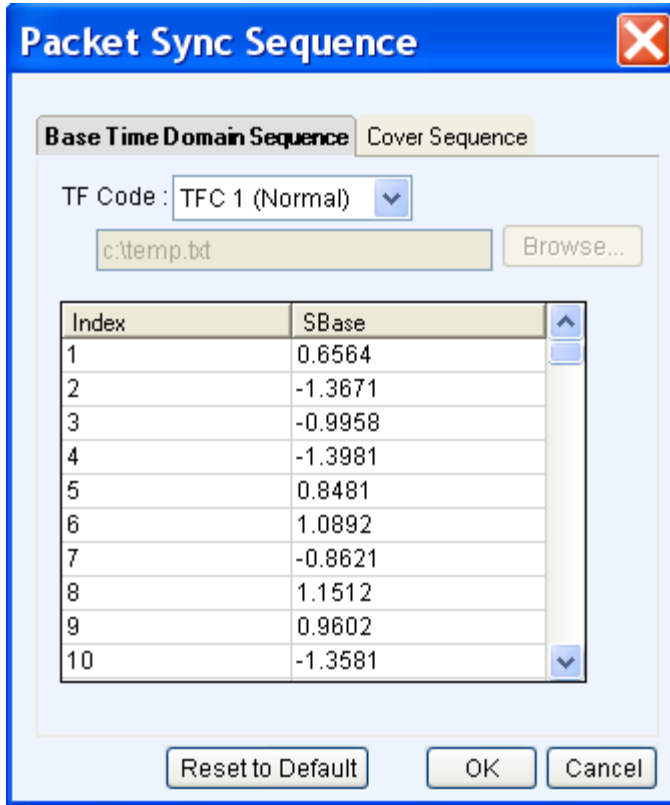 Packet Sync Sequence
Base Time Domain Sequence Cover Sequence
TF Code : TFC 1 (Normal)
c:\temp.txt Browse...
Index SBase
1 0.6564
2 -1.3671
3 -0.9958
4 -1.3981
5 0.8481
6 1.0892
7 -0.8621
8 1.1512
9 0.9602
10 -1.3581
Reset to Default OK Cancel